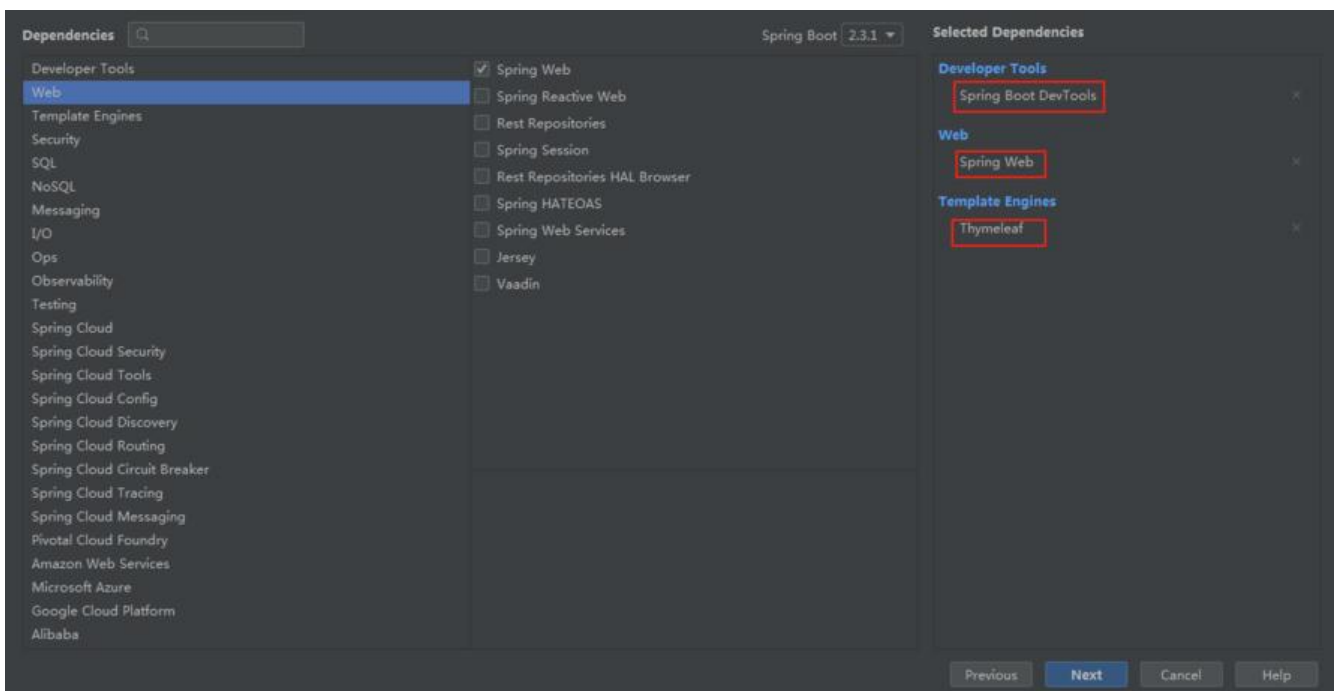 Dependencies
Spring Boot 2.3.1
Selected Dependencies
Developer Tools
Web
Template Engines
Security
SQL
NoSQL
Messaging
I/O
Ops
Observability
Testing
Spring Cloud
Spring Cloud Security
Spring Cloud Tools
Spring Cloud Config
Spring Cloud Discovery
Spring Cloud Routing
Spring Cloud Circuit Breaker
Spring Cloud Tracing
Spring Cloud Messaging
Pivotal Cloud Foundry
Amazon Web Services
Microsoft Azure
Google Cloud Platform
Alibaba
Spring Web
Spring Reactive Web
Rest Repositories
Spring Session
Rest Repositories HAL Browser
Spring HATEOAS
Spring Web Services
Jersey
Vaadin
Developer Tools
Spring Boot DevTools
Web
Spring Web
Template Engines
Thymeleaf
Previous
Next
Cancel
Help